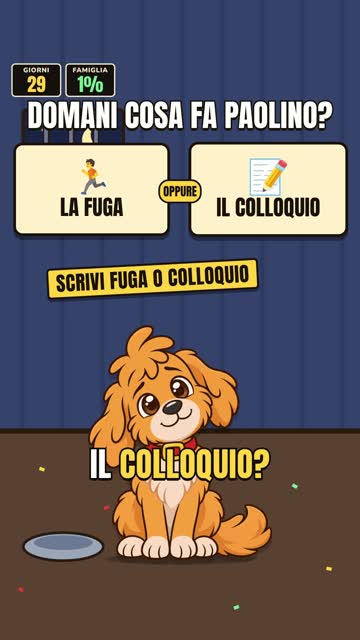 GIORNI
29
FAMIGLIA
1%
DOMANI COSA FA PAOLINO?
LA FUGA
OPPURE
IL COLLOQUIO
SCRIVI FUGA O COLLOQUIO
IL COLLOQUIO?